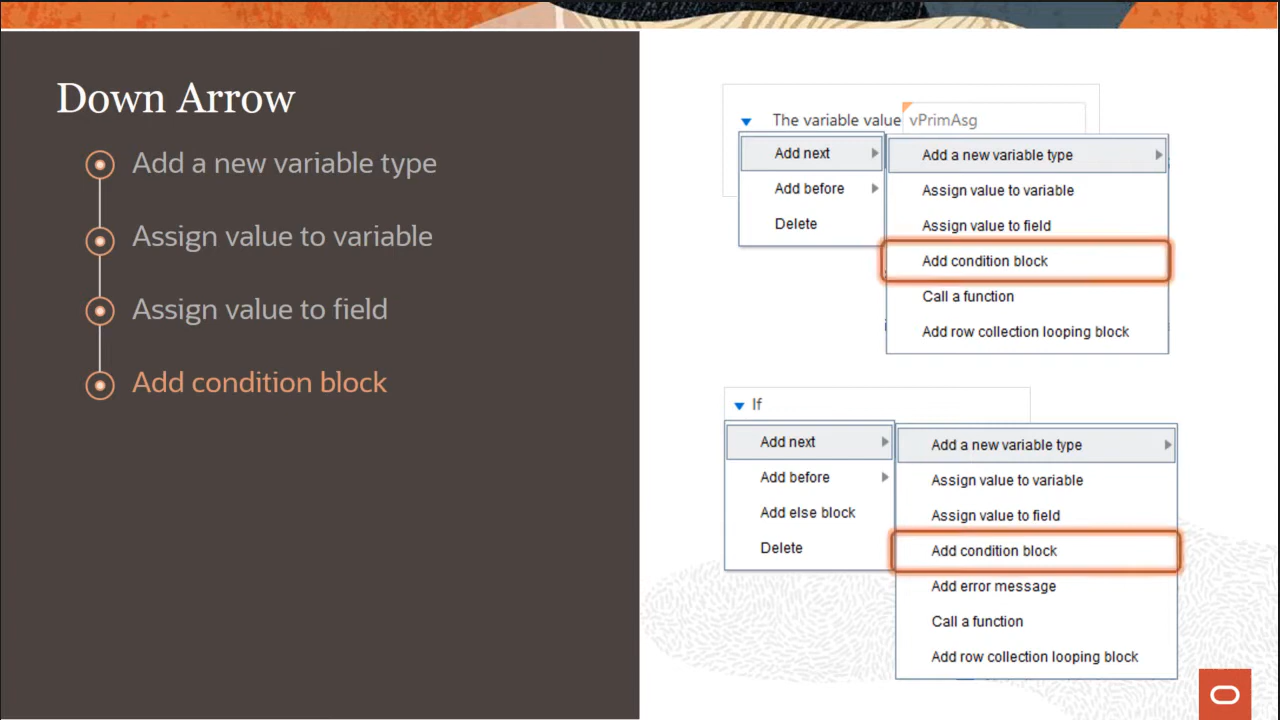 Down Arrow
Add a new variable type
Assign value to variable
Assign value to field
Add condition block
The variable value vPrimAsg
Add next
Add before
Delete
Add a new variable type
Assign value to variable
Assign value to field
Add condition block
Call a function
Add row collection looping block
If
Add next
Add before
Add else block
Delete
Add a new variable type
Assign value to variable
Assign value to field
Add condition block
Add error message
Call a function
Add row collection looping block